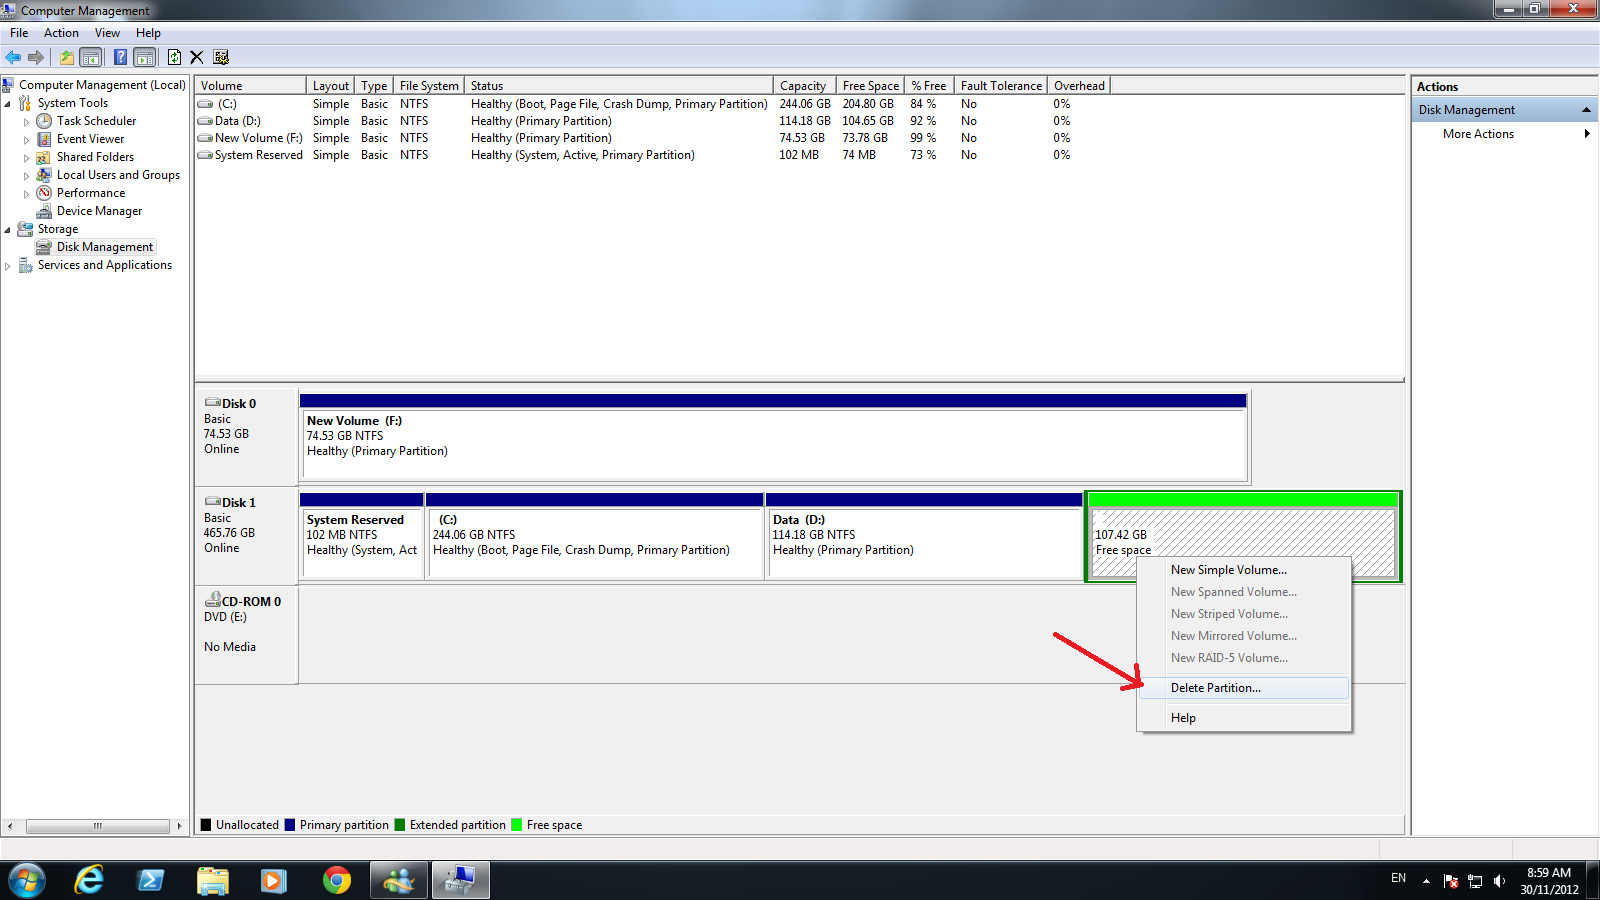 Computer Management
File Action View Help
Computer Management (Local)
System Tools
Task Scheduler
Event Viewer
Shared Folders
Local Users and Groups
Performance
Device Manager
Storage
Disk Management
Services and Applications
Volume Layout Type File System Status Capacity Free Space % Free Fault Tolerance Overhead
(C:) Simple Basic NTFS Healthy (Boot, Page File, Crash Dump, Primary Partition) 244.06 GB 204.80 GB 84 % No 0%
Data (D:) Simple Basic NTFS Healthy (Primary Partition) 114.18 GB 104.65 GB 92 % No 0%
New Volume (F:) Simple Basic NTFS Healthy (Primary Partition) 74.53 GB 73.78 GB 99 % No 0%
System Reserved Simple Basic NTFS Healthy (System, Active, Primary Partition) 102 MB 74 MB 73 % No 0%
Disk 0
Basic
74.53 GB
Online
New Volume (F:)
74.53 GB NTFS
Healthy (Primary Partition)
Disk 1
Basic
465.76 GB
Online
System Reserved
102 MB NTFS
Healthy (System, Act
(C:)
244.06 GB NTFS
Healthy (Boot, Page File, Crash Dump, Primary Partition)
Data (D:)
114.18 GB NTFS
Healthy (Primary Partition)
107.42 GB
Free space
New Simple Volume...
New Spanned Volume...
New Striped Volume...
New Mirrored Volume...
New RAID-5 Volume...
Delete Partition...
Help
CD-ROM 0
DVD (E:)
No Media
Unallocated Primary partition Extended partition Free space
Actions
Disk Management
More Actions
EN
8:59 AM
30/11/2012